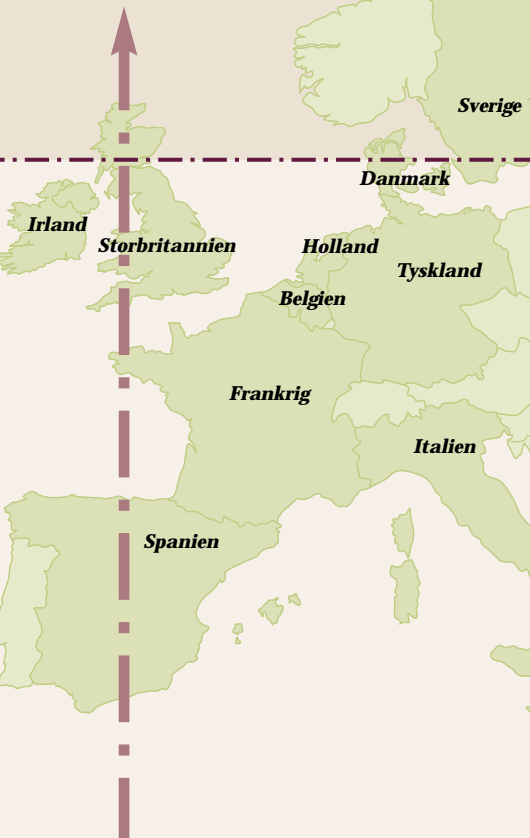 Sverige
Danmark
Irland
Storbritannien
Holland
Tyskland
Belgien
Frankrig
Italien
Spanien